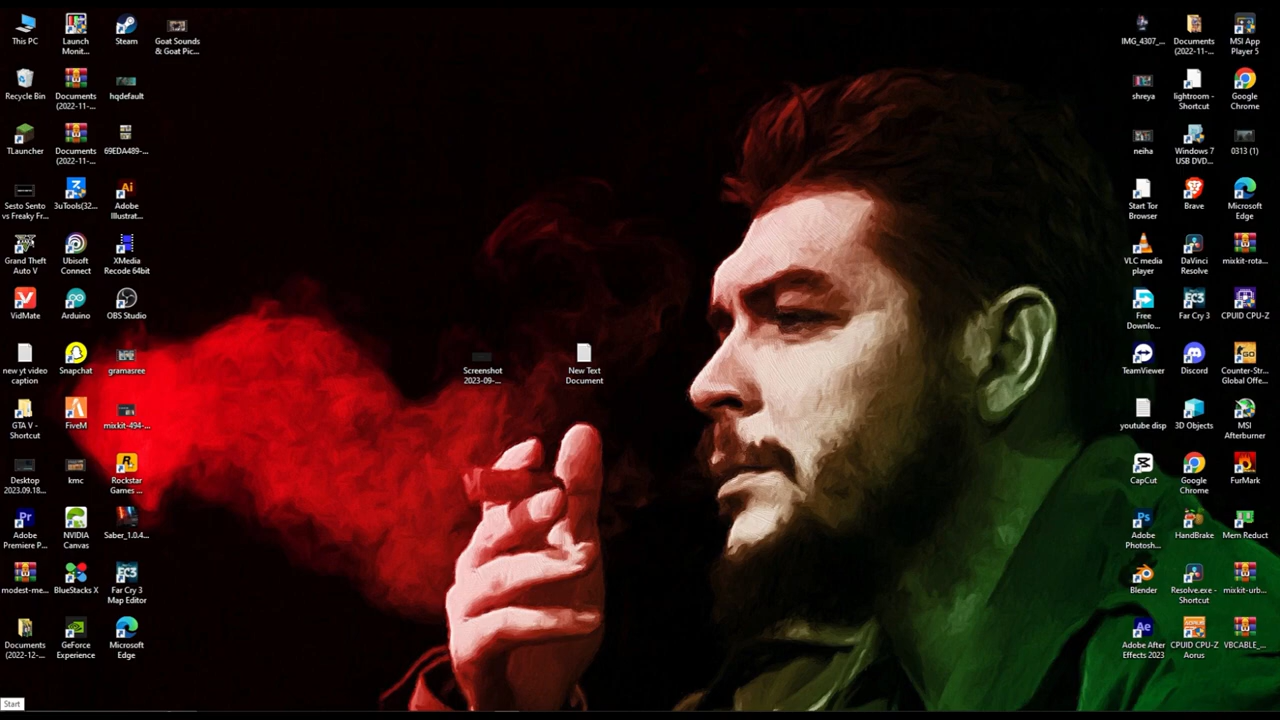 This PC
Launch
Monit...
Steam
Goat Sounds
& Goat Pic...
Recycle Bin
Documents
(2022-11-...
hqdefault
TLauncher
Documents
(2022-11-...
69EDA489-...
Sesto Sento
vs Freaky Fr...
3uTools(32...
Adobe
Illustrat...
Grand Theft
Auto V
Ubisoft
Connect
XMedia
Recode 64bit
VidMate
Arduino
OBS Studio
new yt video
caption
Snapchat
gramasree
GTA V -
Shortcut
FiveM
mixkit-494-...
Desktop
2023.09.18...
kmc
Rockstar
Games ...
Adobe
Premiere P...
NVIDIA
Canvas
Saber_1.0.4...
modest-me...
BlueStacks X
Far Cry 3
Map Editor
Documents
(2022-12-...
GeForce
Experience
Microsoft
Edge
Screenshot
2023-09-...
New Text
Document
IMG_4307_...
Documents
(2022-11-...
MSI App
Player 5
shreya
lightroom -
Shortcut
Google
Chrome
neiha
Windows 7
USB DVD...
0313 (1)
Start Tor
Browser
Brave
Microsoft
Edge
VLC media
player
DaVinci
Resolve
mixkit-rota...
Free
Downlo...
Far Cry 3
CPUID CPU-Z
TeamViewer
Discord
Counter-Str...
Global Offe...
youtube disp
3D Objects
MSI
Afterburner
CapCut
Google
Chrome
FurMark
Adobe
Photosh...
HandBrake
Mem Reduct
Blender
Resolve.exe -
Shortcut
mixkit-urb...
Adobe After
Effects 2023
CPUID CPU-Z
Aorus
VBCABLE_...
Start